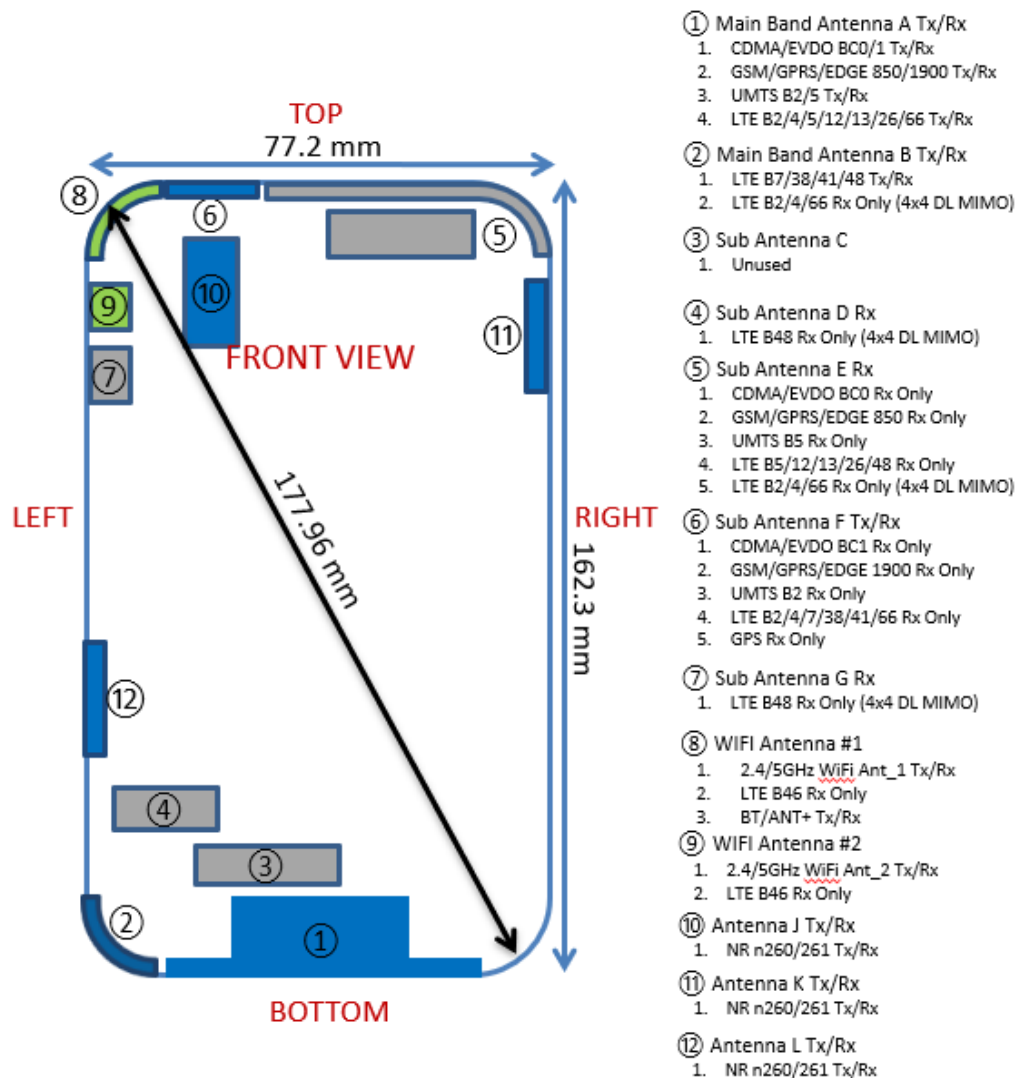 TOP
77.2 mm
⑧
⑥
⑤
⑩
⑨
⑪
FRONT VIEW
⑦
177.96 mm
LEFT
RIGHT
162.3 mm
⑫
④
③
②
①
BOTTOM
① Main Band Antenna A Tx/Rx
1. CDMA/EVDO BC0/1 Tx/Rx
2. GSM/GPRS/EDGE 850/1900 Tx/Rx
3. UMTS B2/5 Tx/Rx
4. LTE B2/4/5/12/13/26/66 Tx/Rx
② Main Band Antenna B Tx/Rx
1. LTE B7/38/41/48 Tx/Rx
2. LTE B2/4/66 Rx Only (4x4 DL MIMO)
③ Sub Antenna C
1. Unused
④ Sub Antenna D Rx
1. LTE B48 Rx Only (4x4 DL MIMO)
⑤ Sub Antenna E Rx
1. CDMA/EVDO BC0 Rx Only
2. GSM/GPRS/EDGE 850 Rx Only
3. UMTS B5 Rx Only
4. LTE B5/12/13/26/48 Rx Only
5. LTE B2/4/66 Rx Only (4x4 DL MIMO)
⑥ Sub Antenna F Tx/Rx
1. CDMA/EVDO BC1 Rx Only
2. GSM/GPRS/EDGE 1900 Rx Only
3. UMTS B2 Rx Only
4. LTE B2/4/7/38/41/66 Rx Only
5. GPS Rx Only
⑦ Sub Antenna G Rx
1. LTE B48 Rx Only (4x4 DL MIMO)
⑧ WIFI Antenna #1
1. 2.4/5GHz WiFi Ant_1 Tx/Rx
2. LTE B46 Rx Only
3. BT/ANT+ Tx/Rx
⑨ WIFI Antenna #2
1. 2.4/5GHz WiFi Ant_2 Tx/Rx
2. LTE B46 Rx Only
⑩ Antenna J Tx/Rx
1. NR n260/261 Tx/Rx
⑪ Antenna K Tx/Rx
1. NR n260/261 Tx/Rx
⑫ Antenna L Tx/Rx
1. NR n260/261 Tx/Rx